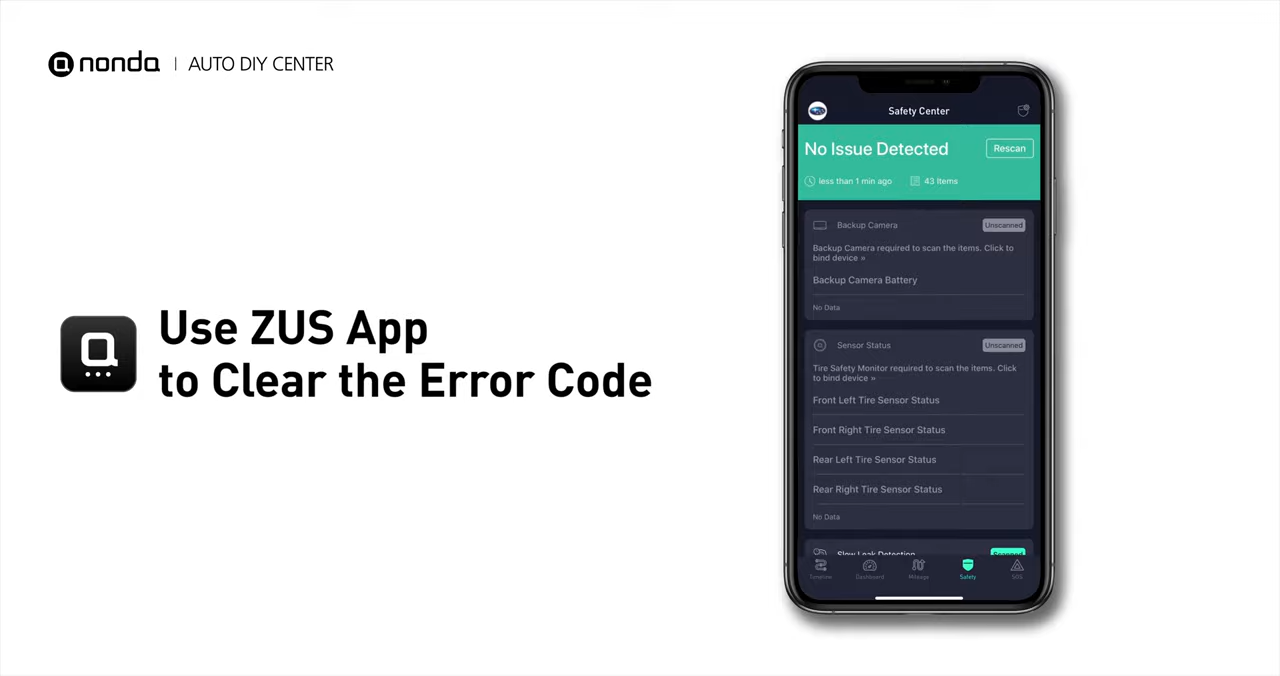 nonda | AUTO DIY CENTER
Use ZUS App
to Clear the Error Code
Safety Center
No Issue Detected
Rescan
less than 1 min ago
43 Items
Backup Camera
Unscanned
Backup Camera required to scan the items. Click to
bind device »
Backup Camera Battery
No Data
Sensor Status
Unscanned
Tire Safety Monitor required to scan the items. Click
to bind device »
Front Left Tire Sensor Status
Front Right Tire Sensor Status
Rear Left Tire Sensor Status
Rear Right Tire Sensor Status
No Data
Slow Leak Detection
Scanned
Timeline
Dashboard
Mileage
Safety
SOS